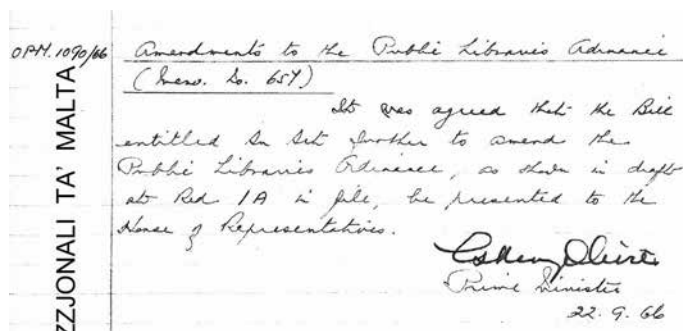 OPM. 1090/66
Amendments to the Public Libraries Ordinance
(Memo. No. 657)
It was agreed that the Bill
entitled An Act further to amend the
Public Libraries Ordinance, as shown in draft
at Red 1A in file, be presented to the
House of Representatives.
Prime Minister
22. 9. 66
ZZJONALI TA' MALTA